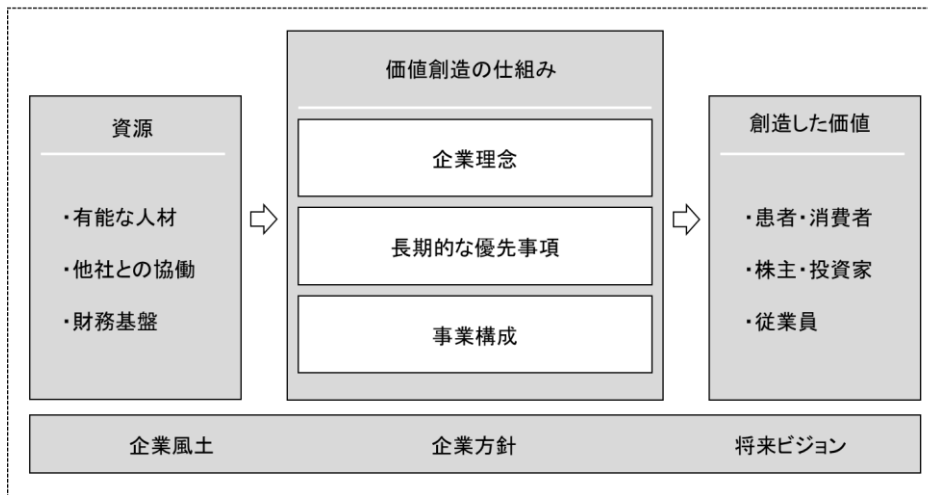 資源
・有能な人材
・他社との協働
・財務基盤
価値創造の仕組み
企業理念
長期的な優先事項
事業構成
創造した価値
・患者・消費者
・株主・投資家
・従業員
企業風土
企業方針
将来ビジョン